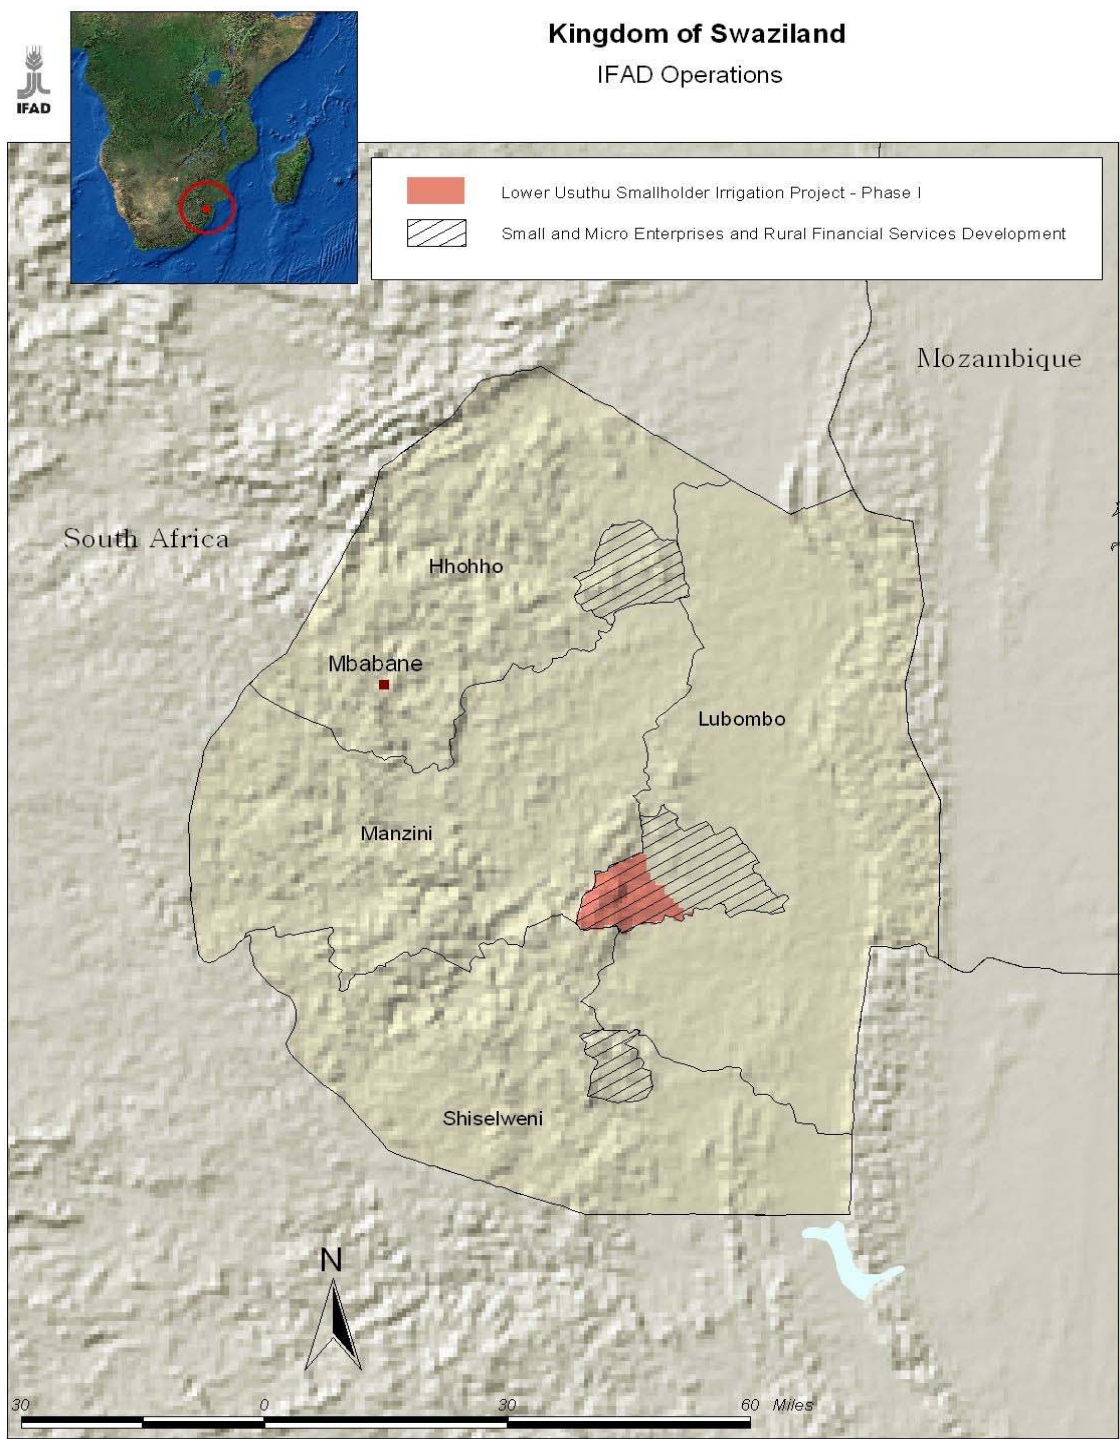 Kingdom of Swaziland
IFAD Operations
IFAD
Lower Usuthu Smallholder Irrigation Project - Phase I
Small and Micro Enterprises and Rural Financial Services Development
Mozambique
South Africa
Hhohho
Mbabane
Lubombo
Manzini
Shiselweni
N
30 0 30 60 Miles